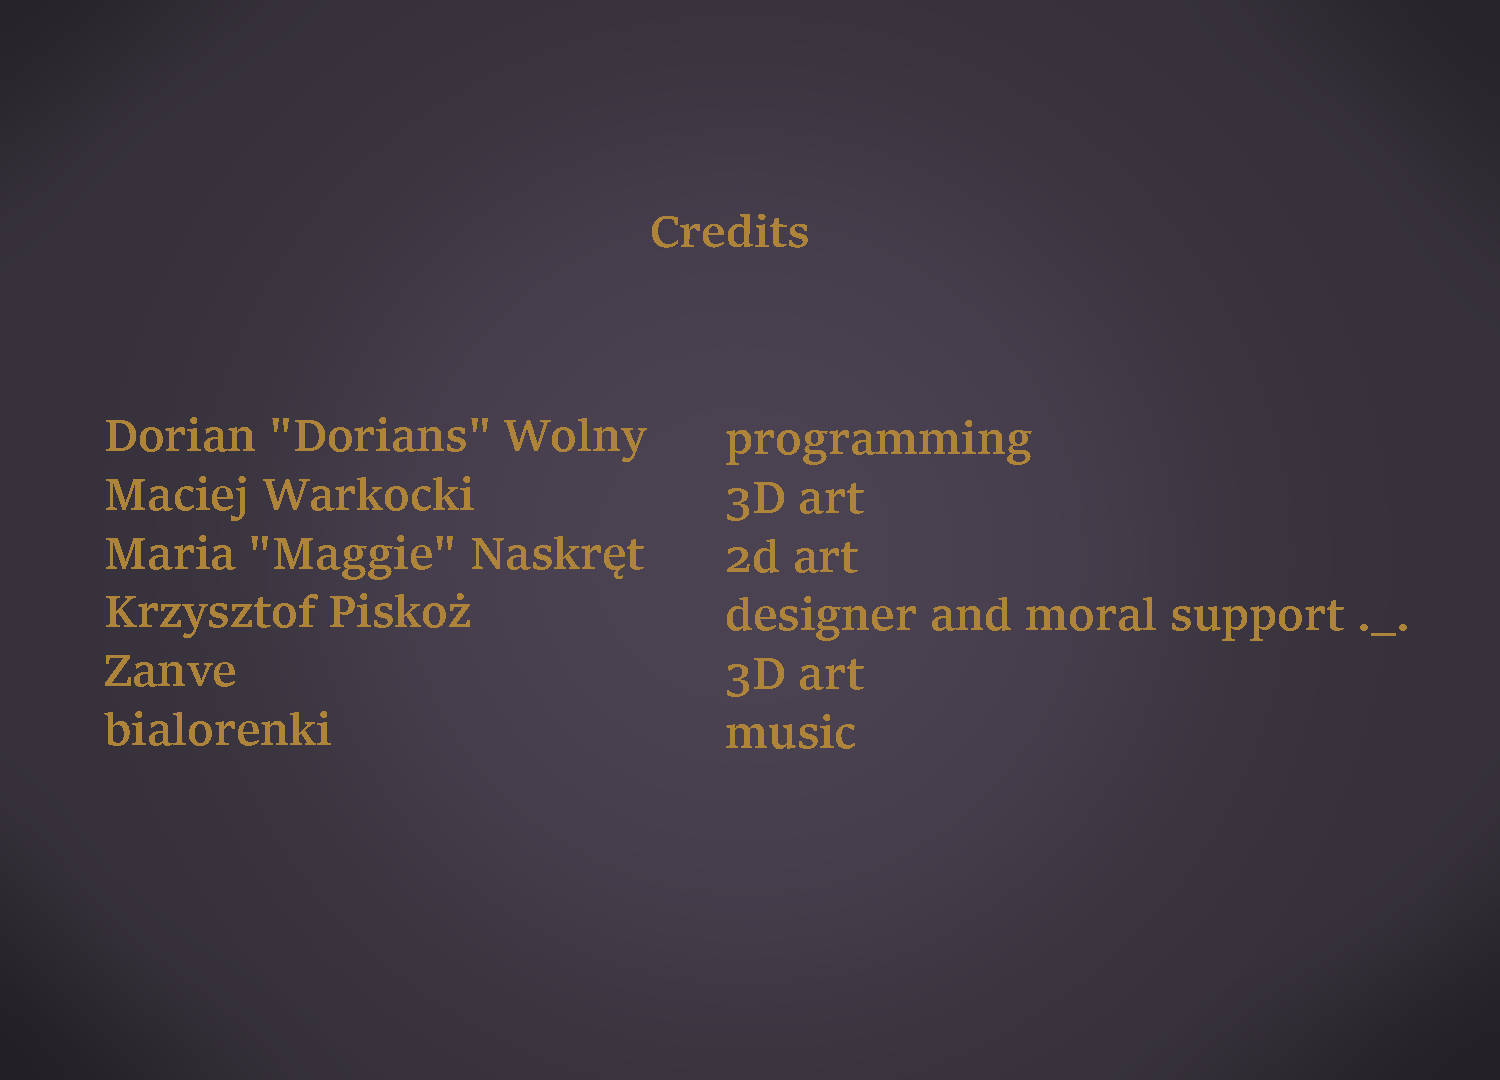 Credits
Dorian "Dorians" Wolny programming
Maciej Warkocki 3D art
Maria "Maggie" Naskręt 2d art
Krzysztof Piskoż designer and moral support ._.
Zanve 3D art
bialorenki music